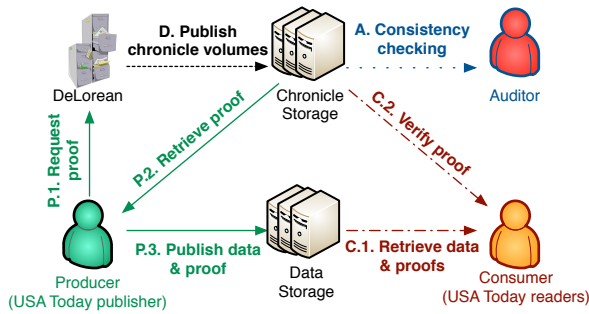 D. Publish
chronicle volumes
A. Consistency
checking
DeLorean
Chronicle
Storage
Auditor
P.1. Request
proof
P.2. Retrieve proof
C.2. Verify proof
P.3. Publish data
& proof
C.1. Retrieve data
& proofs
Producer
(USA Today publisher)
Data
Storage
Consumer
(USA Today readers)